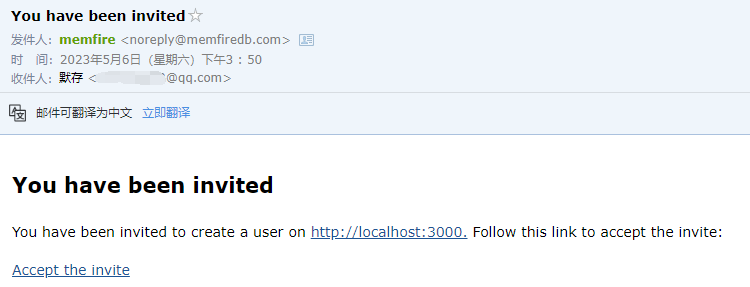 You have been invited☆
发件人：memfire <noreply@memfiredb.com>
时　间：2023年5月6日（星期六）下午3：50
收件人：默存 <@qq.com>
邮件可翻译为中文 立即翻译
You have been invited
You have been invited to create a user on http://localhost:3000. Follow this link to accept the invite:
Accept the invite